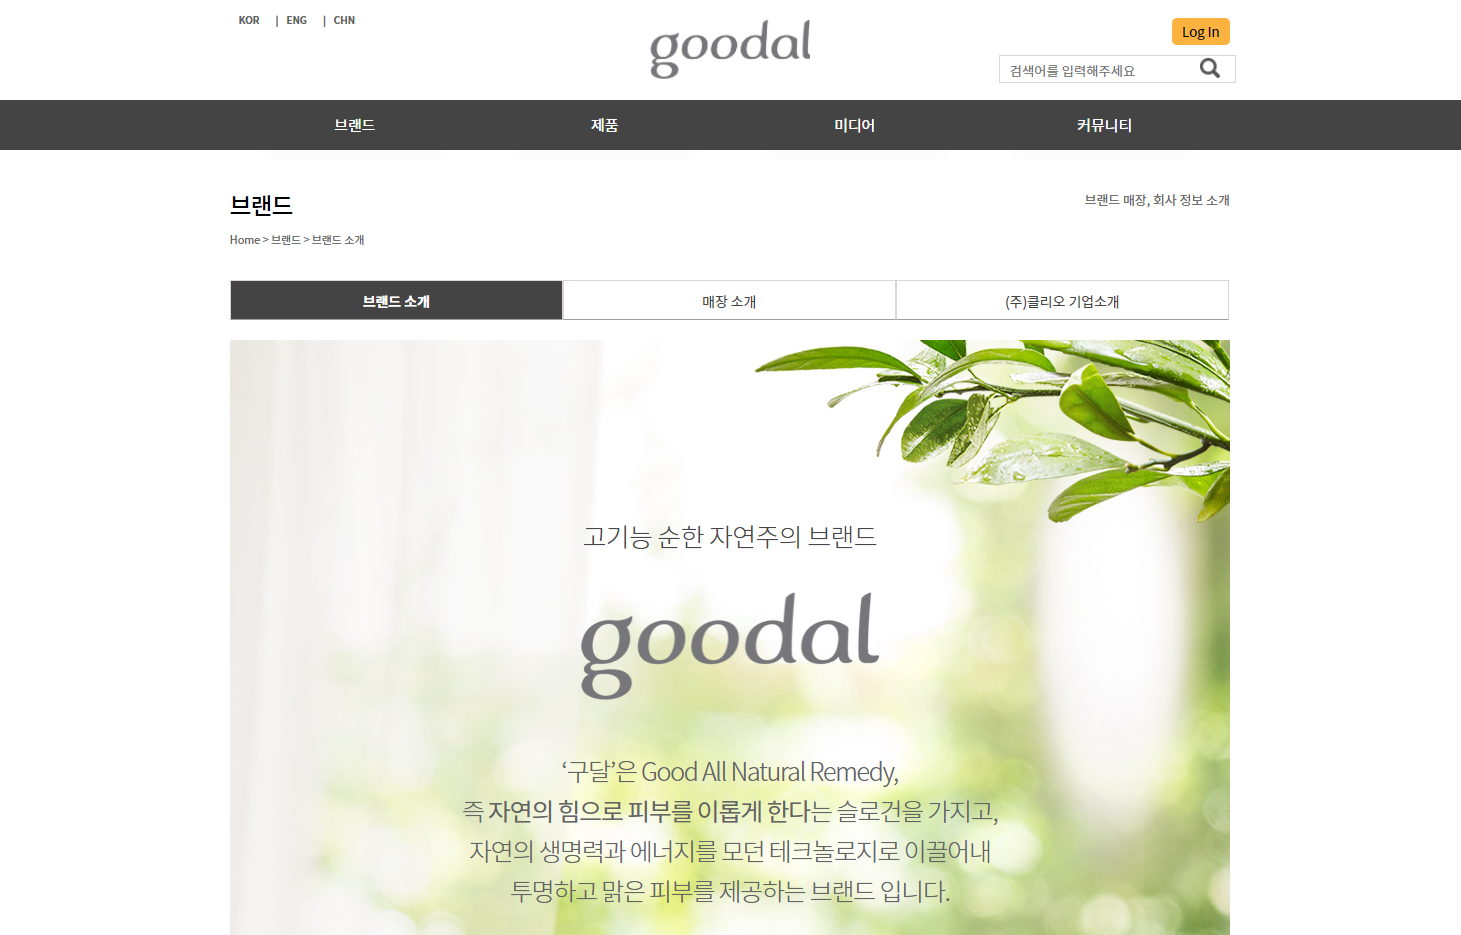 KOR | ENG | CHN
goodal
Log In
검색어를 입력해주세요
브랜드 제품 미디어 커뮤니티
브랜드
브랜드 매장, 회사 정보 소개
Home > 브랜드 > 브랜드 소개
브랜드 소개 매장 소개 (주)클리오 기업소개
고기능 순한 자연주의 브랜드
goodal
‘구달’은 Good All Natural Remedy,
즉 자연의 힘으로 피부를 이롭게 한다는 슬로건을 가지고,
자연의 생명력과 에너지를 모던 테크놀로지로 이끌어내
투명하고 맑은 피부를 제공하는 브랜드 입니다.